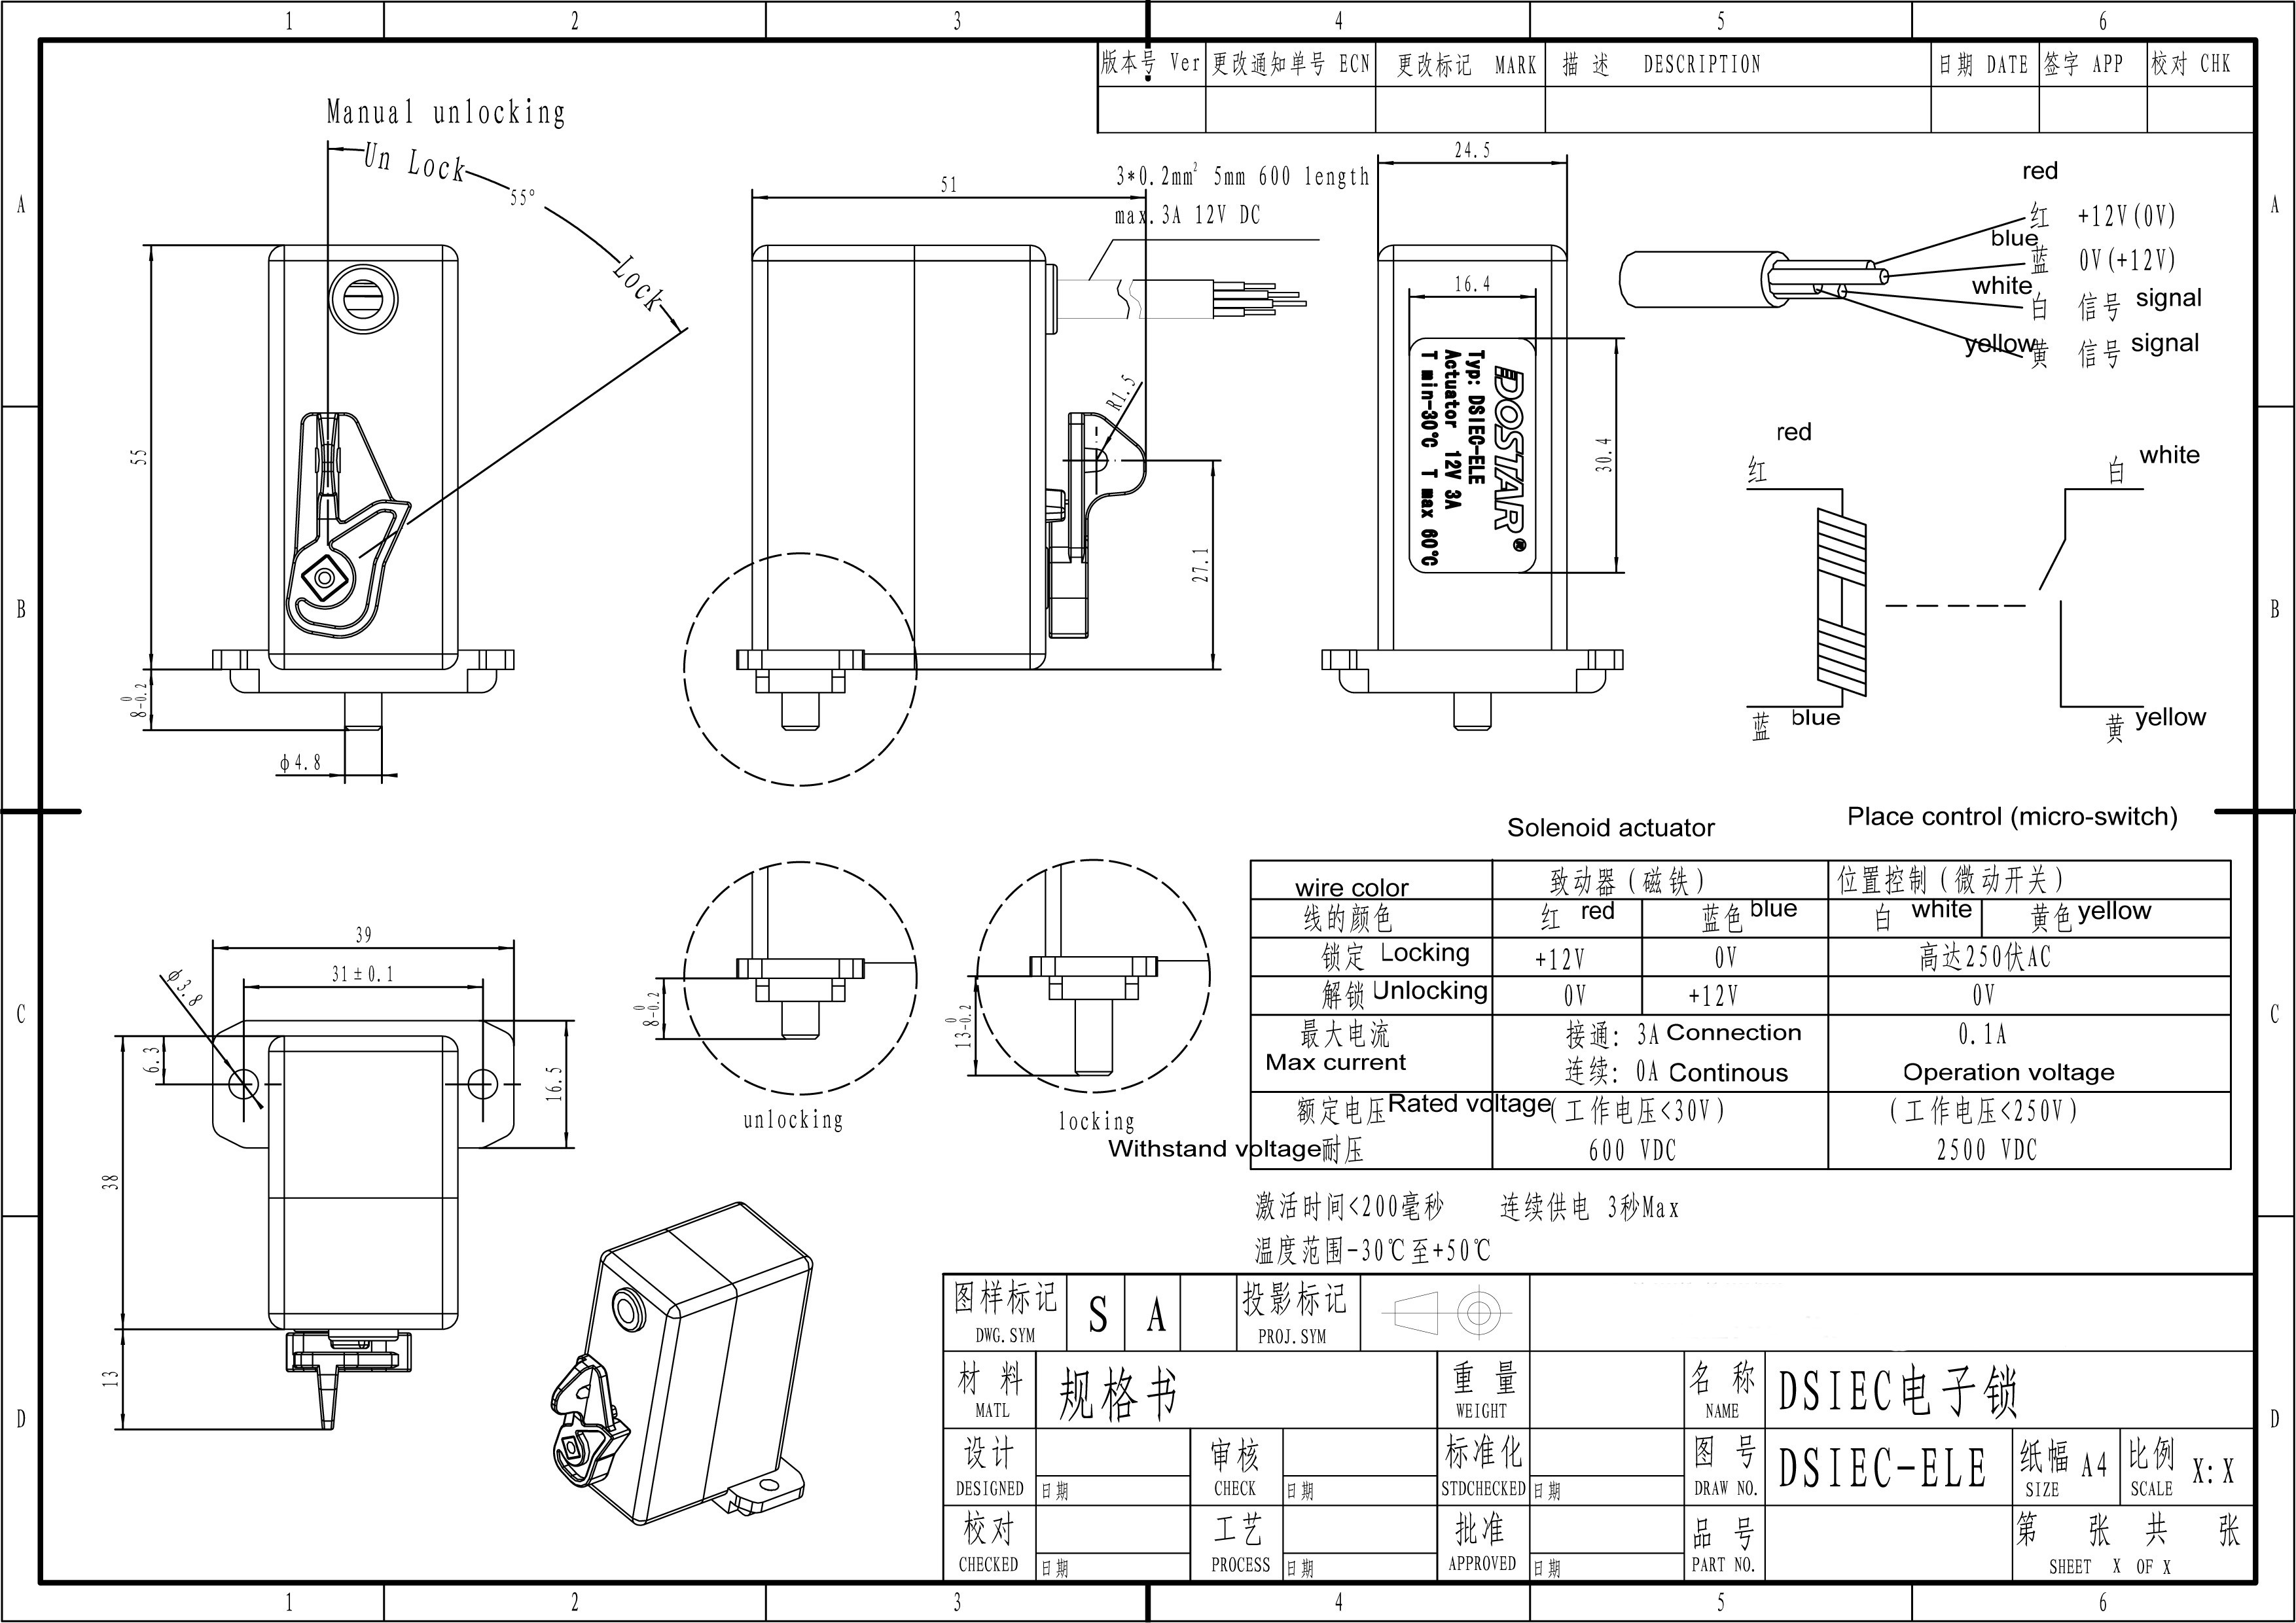 1 2 3 4 5 6
版本号 Ver 更改通知单号 ECN 更改标记 MARK 描 述 DESCRIPTION 日期 DATE 签字 APP 校对 CHK
A A
B B
C C
D D
Manual unlocking
Un Lock
55°
Lock
55
8 0 -0.2
φ4.8
51
3*0.2mm² 5mm 600 length
max.3A 12V DC
R1.5
27.1
24.5
16.4
30.4
DOSTAR®
Typ: DSIEC-ELE
Actuator 12V 3A
T min-30℃ T max 60℃
red
红 +12V(0V)
blue
蓝 0V(+12V)
white
白 信号 signal
yellow
黄 信号 signal
red
红
white
白
蓝 blue
黄 yellow
39
31±0.1
φ3.8
6.3
16.5
38
13
8 0 -0.2
unlocking
13 0 -0.2
locking
Solenoid actuator
Place control (micro-switch)
致动器(磁铁) 位置控制(微动开关)
wire color
线的颜色 红 red 蓝色 blue 白 white 黄色 yellow
锁定 Locking +12V 0V 高达250伏AC
解锁 Unlocking 0V +12V 0V
最大电流 接通: 3A Connection 0.1A
Max current 连续: 0A Continous Operation voltage
额定电压 Rated voltage (工作电压<30V) (工作电压<250V)
Withstand voltage 耐压 600 VDC 2500 VDC
激活时间<200毫秒 连续供电 3秒Max
温度范围-30℃至+50℃
图样标记 S A 投影标记
DWG.SYM PROJ.SYM
材 料 规格书 重 量 名 称 DSIEC电子锁
MATL WEIGHT NAME
设计 审核 标准化 图 号 DSIEC-ELE 纸幅 A4 比例 X:X
DESIGNED 日期 CHECK 日期 STDCHECKED 日期 DRAW NO. SIZE SCALE
校对 工艺 批准 品 号 第 张 共 张
CHECKED 日期 PROCESS 日期 APPROVED 日期 PART NO. SHEET X OF X
1 2 3 4 5 6